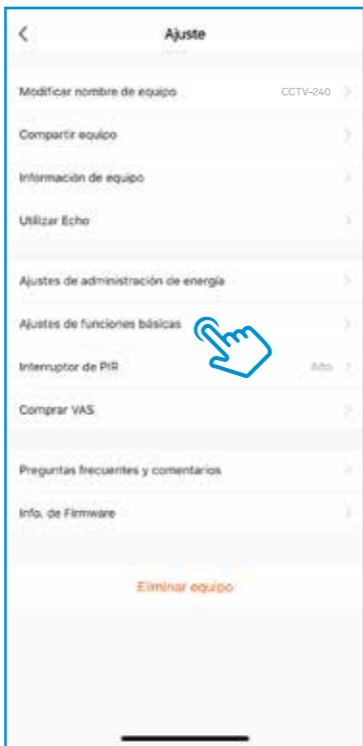 Ajuste
Modificar nombre de equipo CCTV-240
Compartir equipo
Información de equipo
Utilizar Echo
Ajustes de administración de energía
Ajustes de funciones básicas
Interruptor de PIR Alto
Comprar VAS
Preguntas frecuentes y comentarios
Info. de Firmware
Eliminar equipo